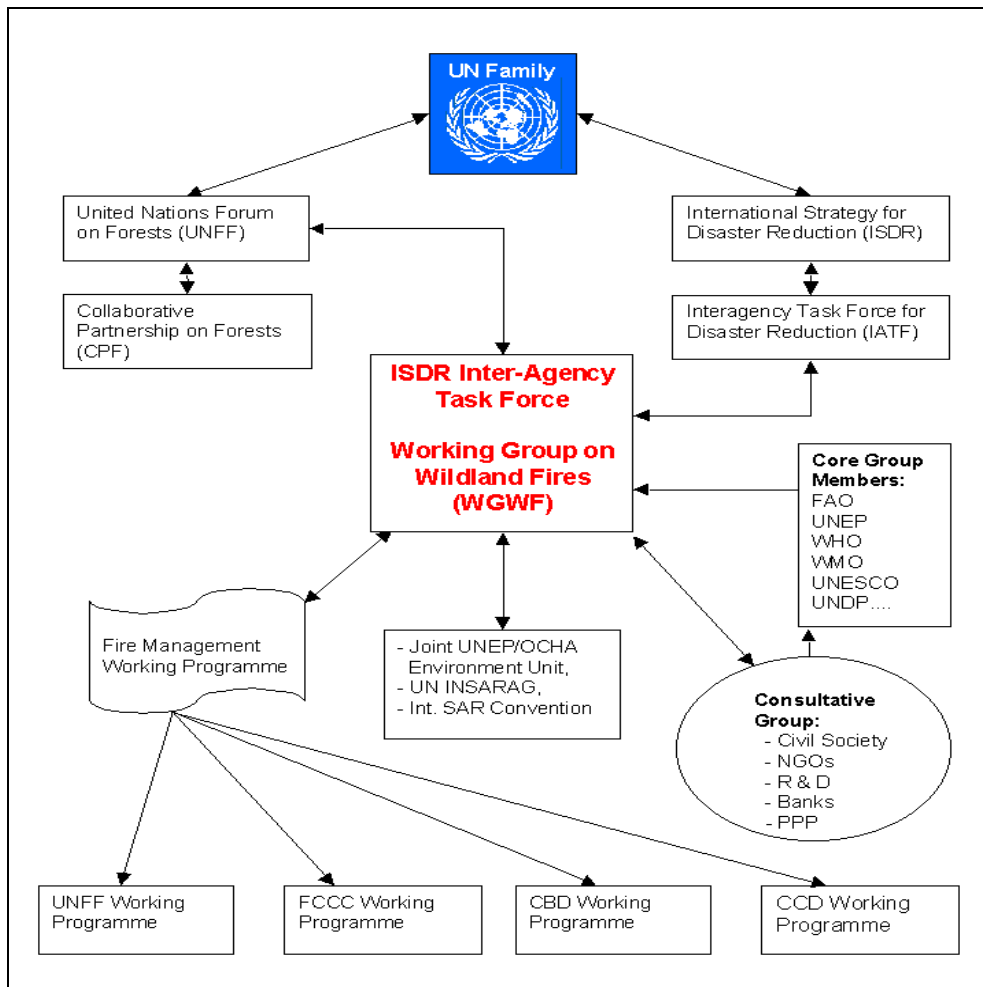 UN Family
United Nations Forum
on Forests (UNFF)
International Strategy for
Disaster Reduction (ISDR)
Collaborative
Partnership on Forests
(CPF)
Interagency Task Force for
Disaster Reduction (IATF)
ISDR Inter-Agency
Task Force
Working Group on
Wildland Fires
(WGWF)
Core Group
Members:
FAO
UNEP
WHO
WMO
UNESCO
UNDP....
Fire Management
Working Programme
- Joint UNEP/OCHA
Environment Unit,
- UN INSARAG,
- Int. SAR Convention
Consultative
Group:
- Civil Society
- NGOs
- R & D
- Banks
- PPP
UNFF Working
Programme
FCCC Working
Programme
CBD Working
Programme
CCD Working
Programme